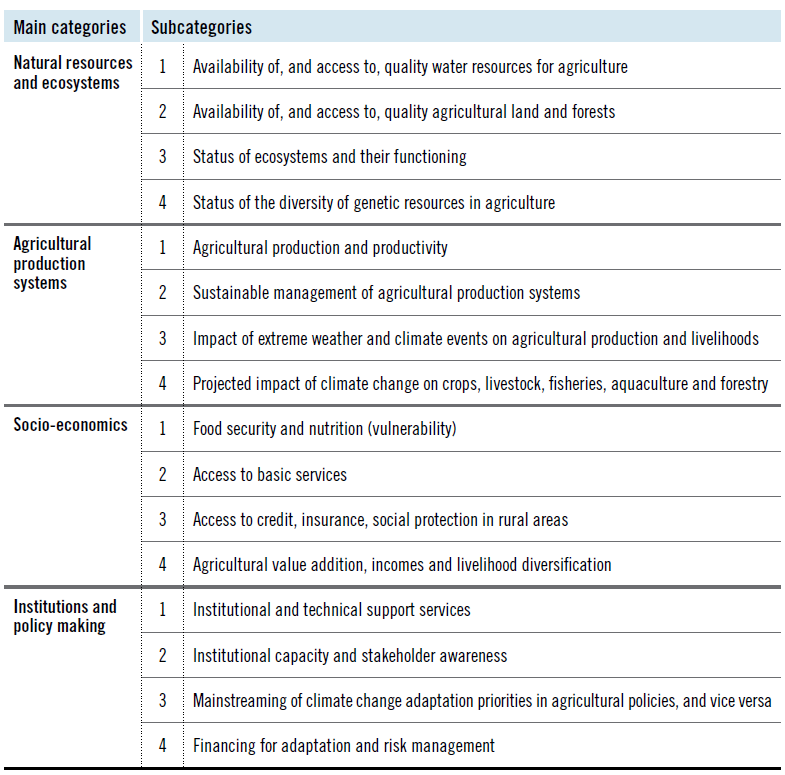 Main categories Subcategories
Natural resources and ecosystems
1 Availability of, and access to, quality water resources for agriculture
2 Availability of, and access to, quality agricultural land and forests
3 Status of ecosystems and their functioning
4 Status of the diversity of genetic resources in agriculture
Agricultural production systems
1 Agricultural production and productivity
2 Sustainable management of agricultural production systems
3 Impact of extreme weather and climate events on agricultural production and livelihoods
4 Projected impact of climate change on crops, livestock, fisheries, aquaculture and forestry
Socio-economics
1 Food security and nutrition (vulnerability)
2 Access to basic services
3 Access to credit, insurance, social protection in rural areas
4 Agricultural value addition, incomes and livelihood diversification
Institutions and policy making
1 Institutional and technical support services
2 Institutional capacity and stakeholder awareness
3 Mainstreaming of climate change adaptation priorities in agricultural policies, and vice versa
4 Financing for adaptation and risk management